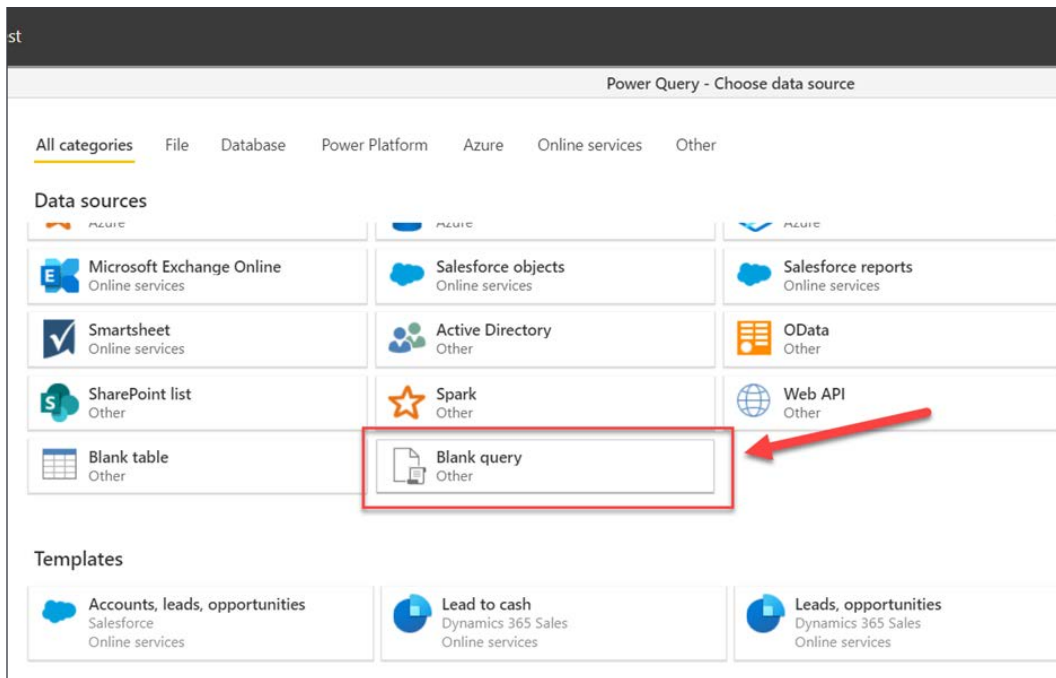 st
Power Query - Choose data source
All categories File Database Power Platform Azure Online services Other
Data sources
Azure Azure Azure
Microsoft Exchange Online Salesforce objects Salesforce reports
Online services Online services Online services
Smartsheet Active Directory OData
Online services Other Other
SharePoint list Spark Web API
Other Other Other
Blank table Blank query
Other Other
Templates
Accounts, leads, opportunities Lead to cash Leads, opportunities
Salesforce Dynamics 365 Sales Dynamics 365 Sales
Online services Online services Online services